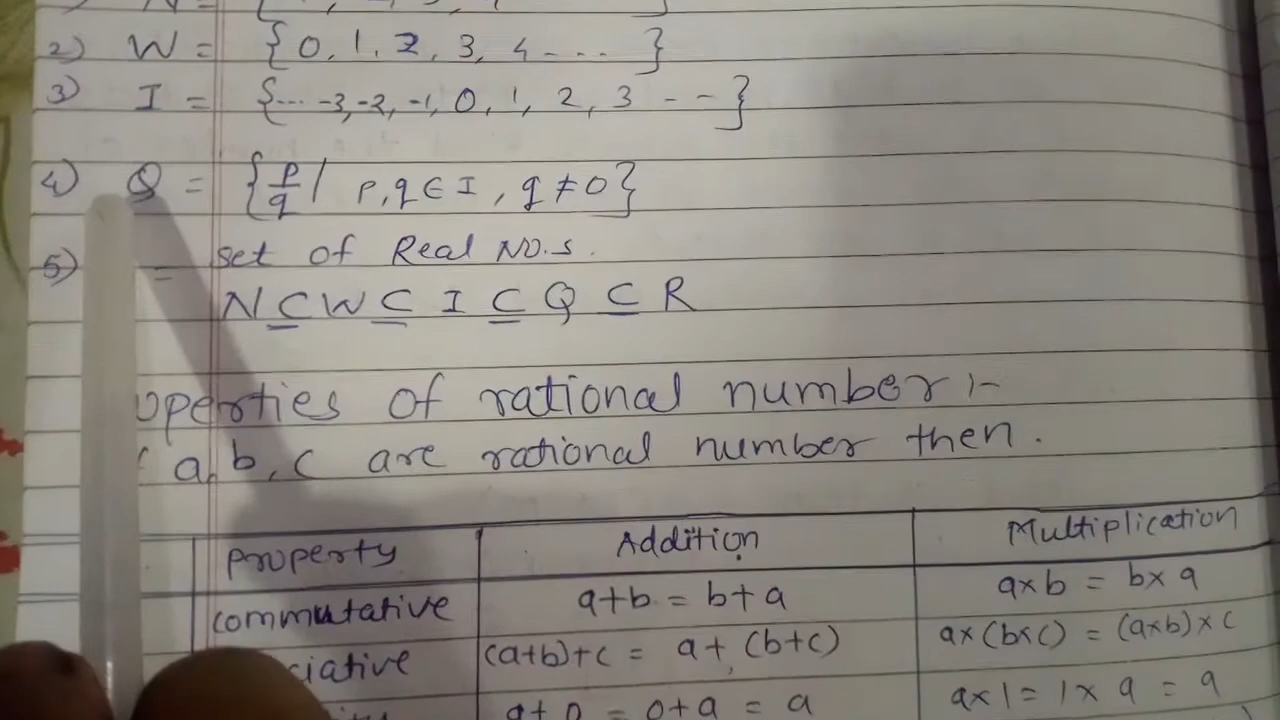 2) W = {0, 1, 2, 3, 4 - ... }
3) I = {... -3, -2, -1, 0, 1, 2, 3 - - }
4) Q = {p/q | p, q ∈ I, q ≠ 0}
5) = set of Real NO.s.
N ⊆ W ⊆ I ⊆ Q ⊆ R
operties of rational number :-
a, b, c are rational number then.
Property Addition Multiplication
commutative a+b = b+a a×b = b×a
ciative (a+b)+c = a+(b+c) a×(b×c) = (a×b)×c
a+0 = 0+a = a a×1 = 1×a = a